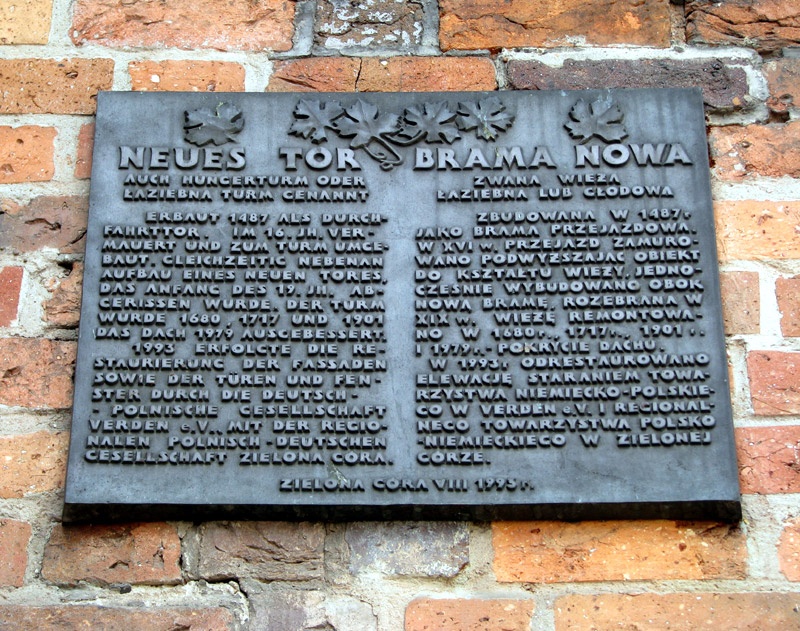 NEUES TOR
AUCH HUNGERTURM ODER
ŁAZIEBNA TURM GENANNT
ERBAUT 1487 ALS DURCH-
FAHRTTOR. IM 16. JH. VER-
MAUERT UND ZUM TURM UMGE-
BAUT. GLEICHZEITIG NEBENAN
AUFBAU EINES NEUEN TORES,
DAS ANFANG DES 19. JH. AB-
GERISSEN WURDE. DER TURM
WURDE 1680, 1717 UND 1901
DAS DACH 1979 AUSGEBESSERT.
1993 ERFOLGTE DIE RE-
STAURIERUNG DER FASSADEN
SOWIE DER TÜREN UND FEN-
STER DURCH DIE DEUTSCH -
- POLNISCHE GESELLSCHAFT
VERDEN e.V. MIT DER REGIO-
NALEN POLNISCH-DEUTSCHEN
GESELLSCHAFT ZIELONA GÓRA.
BRAMA NOWA
ZWANA WIEŻĄ
ŁAZIEBNĄ LUB GŁODOWĄ
ZBUDOWANA W 1487r.
JAKO BRAMA PRZEJAZDOWA.
W XVI w. PRZEJAZD ZAMURO-
WANO PODWYŻSZAJĄC OBIEKT
DO KSZTAŁTU WIEŻY. JEDNO-
CZEŚNIE WYBUDOWANO OBOK
NOWĄ BRAMĘ, ROZEBRANĄ W
XIX w. WIEŻĘ REMONTOWA-
NO W 1680 r., 1717 r., 1901 r.
I 1979 r. - POKRYCIE DACHU.
W 1993r. ODRESTAUROWANO
ELEWACJĘ STARANIEM TOWA-
RZYSTWA NIEMIECKO-POLSKIE-
GO W VERDEN e.V. I REGIONAL-
NEGO TOWARZYSTWA POLSKO
-NIEMIECKIEGO W ZIELONEJ
GÓRZE.
ZIELONA GÓRA VIII 1995r.